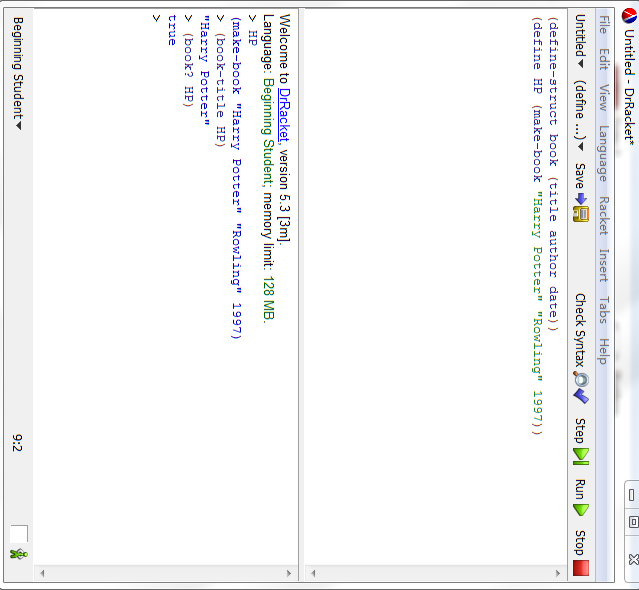 Untitled - DrRacket*
File Edit View Language Racket Insert Tabs Help
Untitled (define ...) Save Check Syntax Step Run Stop
(define-struct book (title author date))
(define HP (make-book "Harry Potter" "Rowling" 1997))
Welcome to DrRacket, version 5.3 [3m].
Language: Beginning Student; memory limit: 128 MB.
> HP
(make-book "Harry Potter" "Rowling" 1997)
> (book-title HP)
"Harry Potter"
> (book? HP)
true
>
Beginning Student 9:2